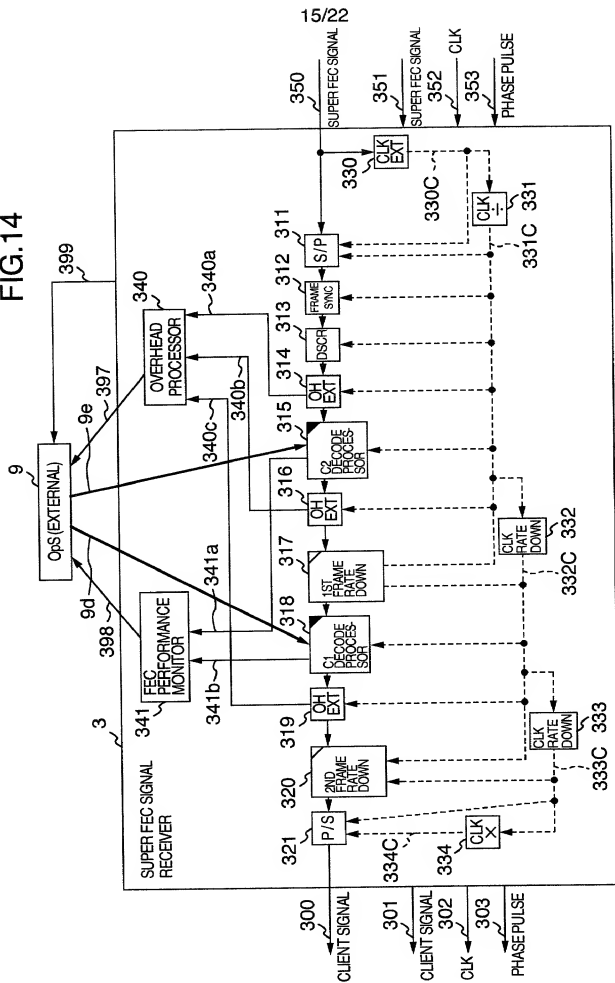 FIG.14
15/22
350
SUPER FEC SIGNAL
351
SUPER FEC SIGNAL
352
CLK
353
PHASE PULSE
399
9
OpS (EXTERNAL)
9e
9d
397
398
340
OVERHEAD
PROCESSOR
340a
340b
340c
341
FEC
PERFORMANCE
MONITOR
341a
341b
3
SUPER FEC SIGNAL
RECEIVER
330
CLK
EXT
330C
331
CLK
÷
331C
311
S/P
312
FRAME
SYNC
313
DSCR
314
OH
EXT
315
C2
DECODE
PROCES-
SOR
316
OH
EXT
317
1ST
FRAME
RATE
DOWN
318
C1
DECODE
PROCES-
SOR
319
OH
EXT
320
2ND
FRAME
RATE
DOWN
321
P/S
332
CLK
RATE
DOWN
332C
333
CLK
RATE
DOWN
333C
334
CLK
X
334C
300
CLIENT SIGNAL
301
CLIENT SIGNAL
302
CLK
303
PHASE PULSE